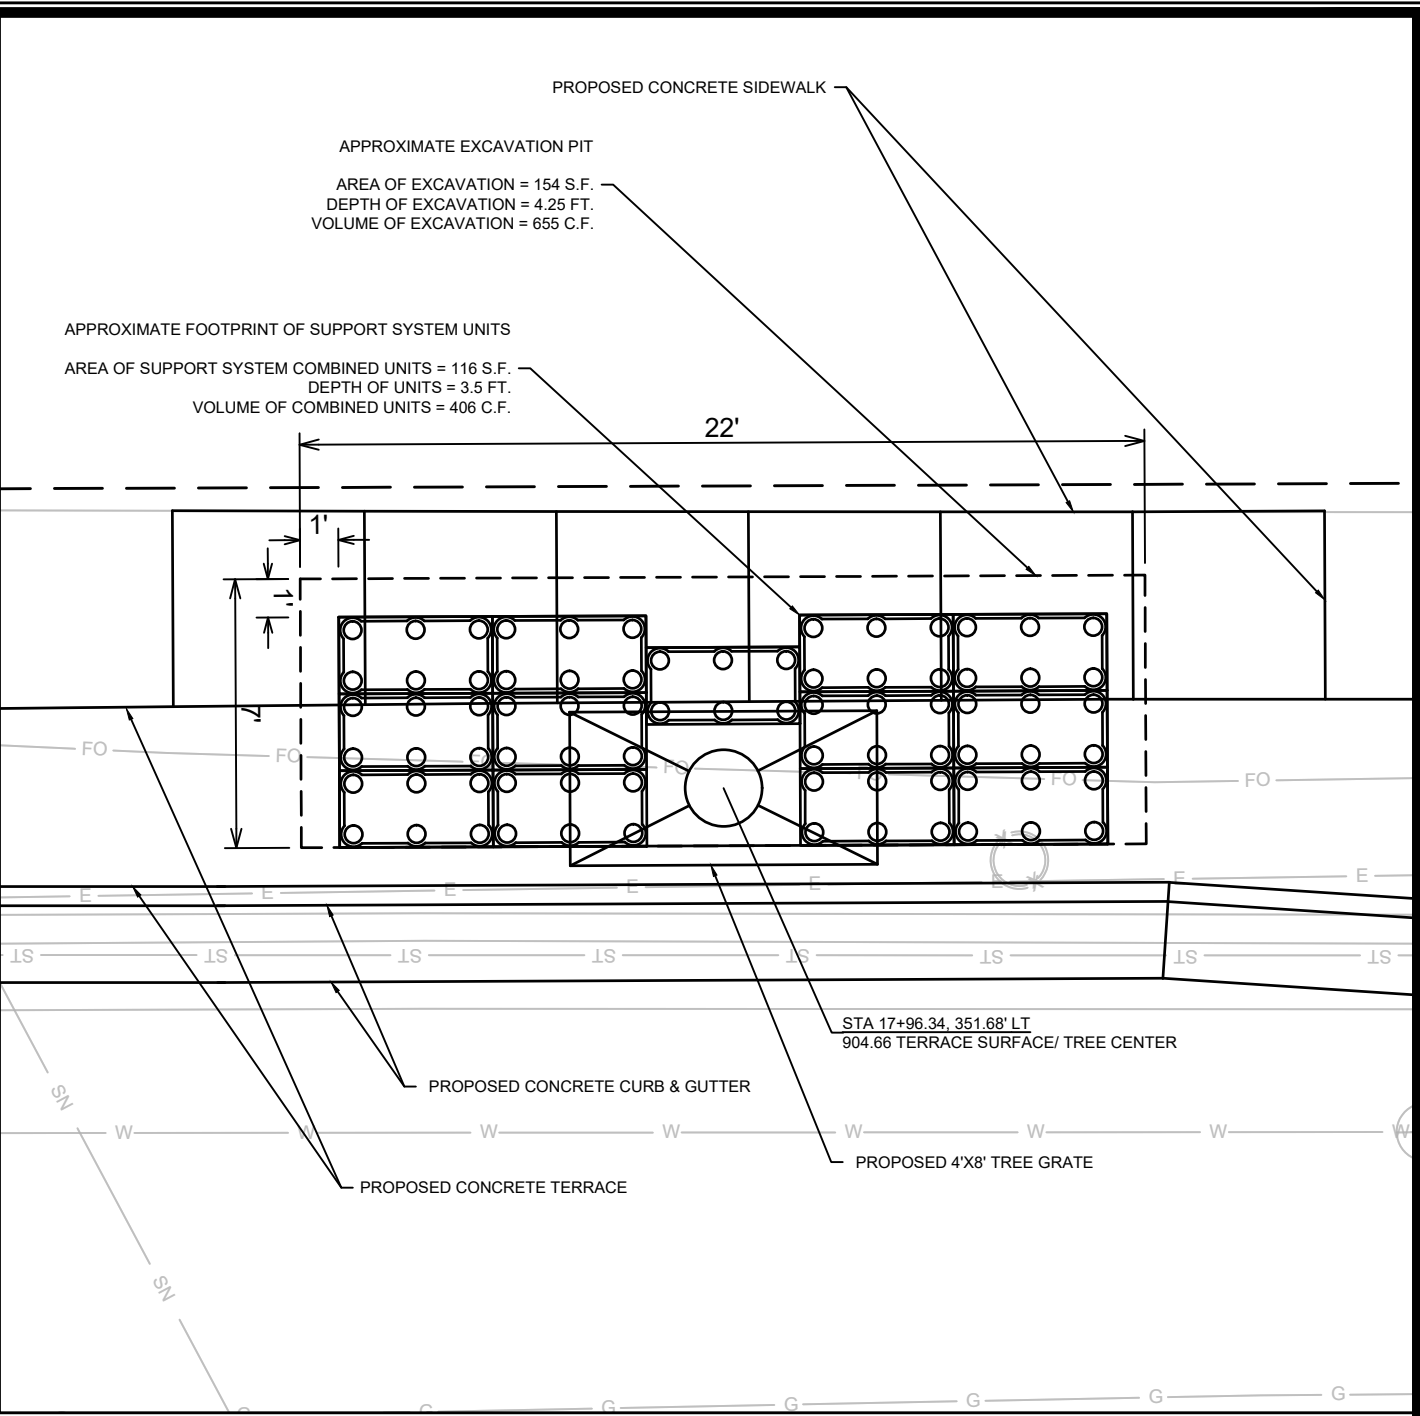 PROPOSED CONCRETE SIDEWALK
APPROXIMATE EXCAVATION PIT
AREA OF EXCAVATION = 154 S.F.
DEPTH OF EXCAVATION = 4.25 FT.
VOLUME OF EXCAVATION = 655 C.F.
APPROXIMATE FOOTPRINT OF SUPPORT SYSTEM UNITS
AREA OF SUPPORT SYSTEM COMBINED UNITS = 116 S.F.
DEPTH OF UNITS = 3.5 FT.
VOLUME OF COMBINED UNITS = 406 C.F.
22'
1'
1'
7'
FO FO FO FO FO FO FO
E E E E E E E E
ST ST ST ST ST ST ST ST
STA 17+96.34, 351.68' LT
904.66 TERRACE SURFACE/ TREE CENTER
PROPOSED CONCRETE CURB & GUTTER
SN
W W W W W W W W
PROPOSED 4'X8' TREE GRATE
PROPOSED CONCRETE TERRACE
SN
G G G G G G G